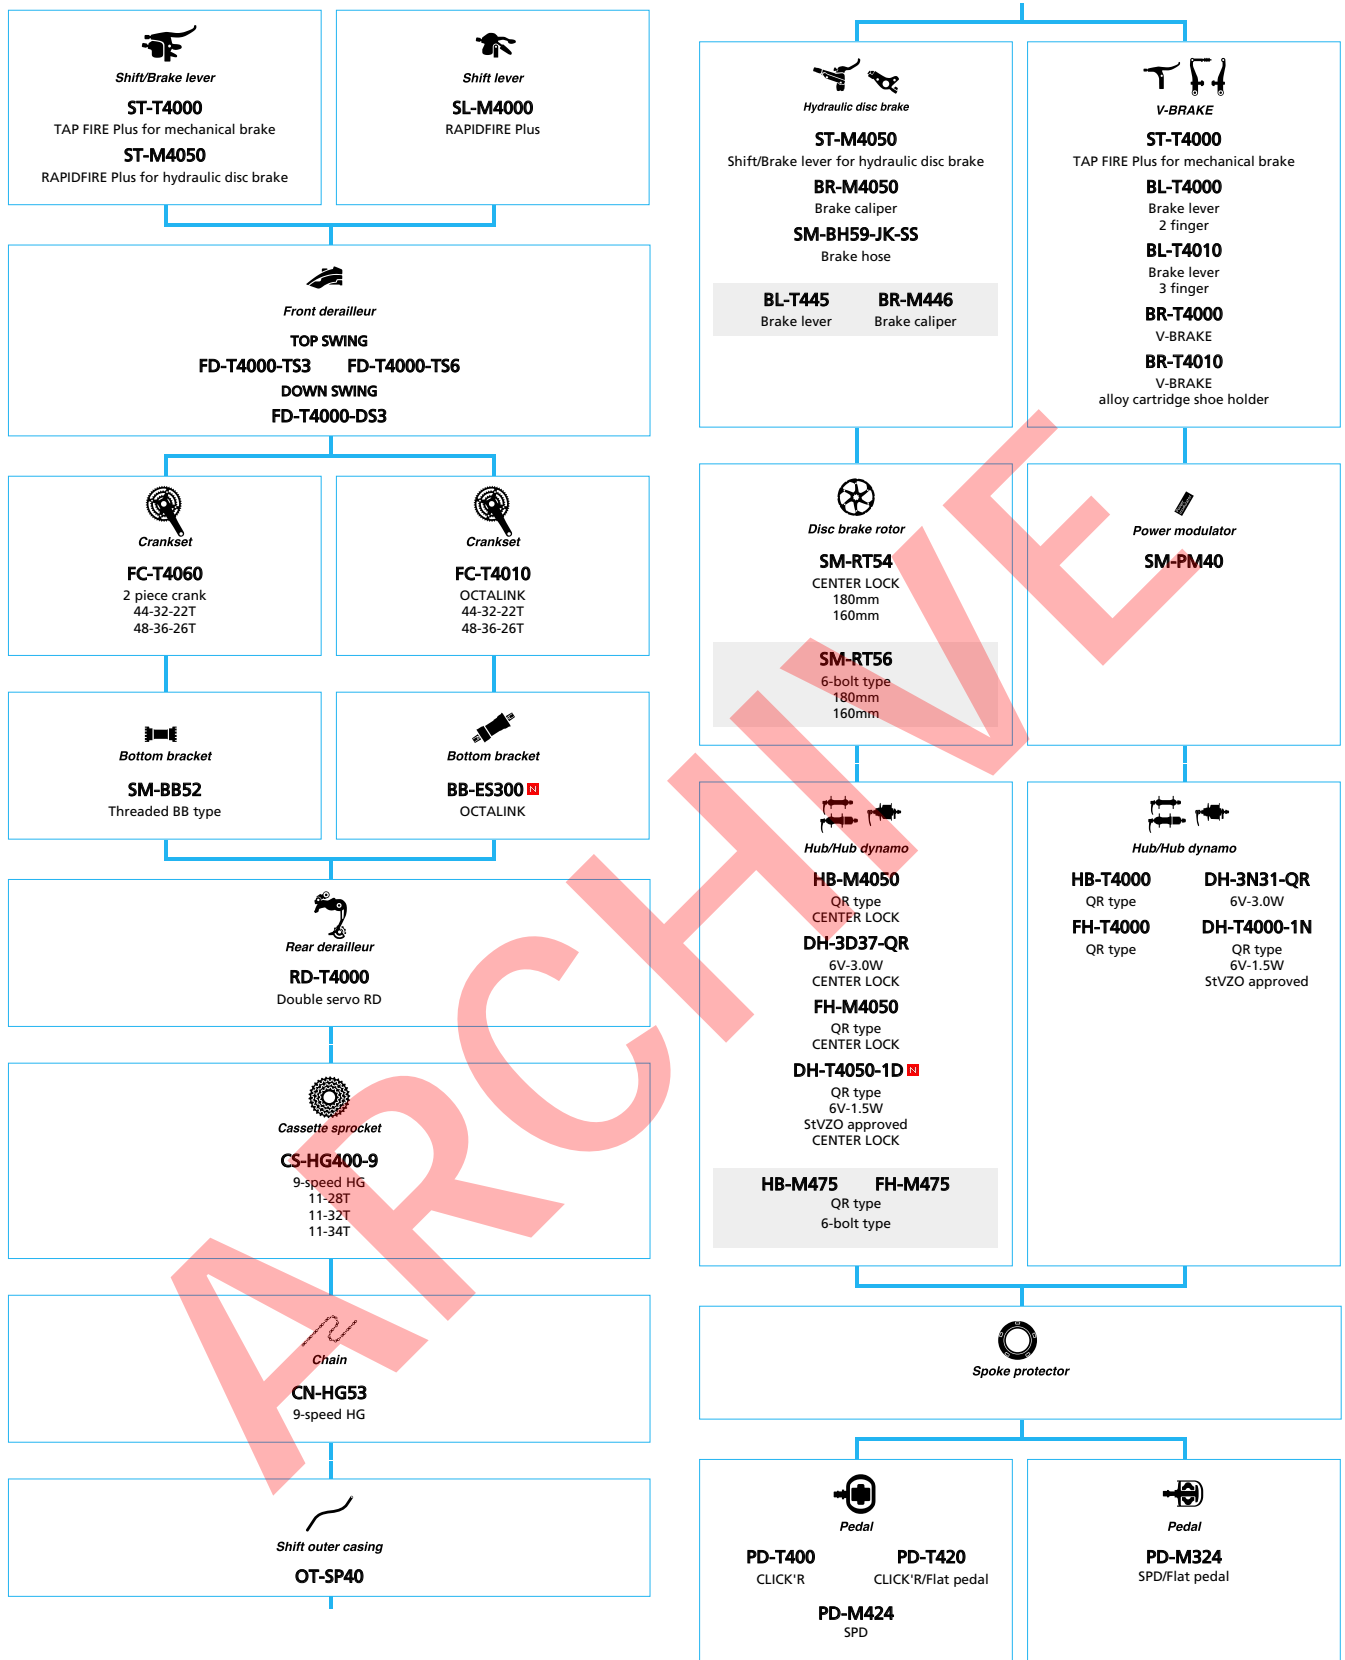 Shift/Brake lever
ST-T4000
TAP FIRE Plus for mechanical brake
ST-M4050
RAPIDFIRE Plus for hydraulic disc brake
Shift lever
SL-M4000
RAPIDFIRE Plus
Front derailleur
TOP SWING
FD-T4000-TS3 FD-T4000-TS6
DOWN SWING
FD-T4000-DS3
Crankset
FC-T4060
2 piece crank
44-32-22T
48-36-26T
Crankset
FC-T4010
OCTALINK
44-32-22T
48-36-26T
Bottom bracket
SM-BB52
Threaded BB type
Bottom bracket
BB-ES300 N
OCTALINK
Rear derailleur
RD-T4000
Double servo RD
Cassette sprocket
CS-HG400-9
9-speed HG
11-28T
11-32T
11-34T
Chain
CN-HG53
9-speed HG
Shift outer casing
OT-SP40
Hydraulic disc brake
ST-M4050
Shift/Brake lever for hydraulic disc brake
BR-M4050
Brake caliper
SM-BH59-JK-SS
Brake hose
BL-T445 BR-M446
Brake lever Brake caliper
V-BRAKE
ST-T4000
TAP FIRE Plus for mechanical brake
BL-T4000
Brake lever
2 finger
BL-T4010
Brake lever
3 finger
BR-T4000
V-BRAKE
BR-T4010
V-BRAKE
alloy cartridge shoe holder
Disc brake rotor
SM-RT54
CENTER LOCK
180mm
160mm
SM-RT56
6-bolt type
180mm
160mm
Power modulator
SM-PM40
Hub/Hub dynamo
HB-M4050
QR type
CENTER LOCK
DH-3D37-QR
6V-3.0W
CENTER LOCK
FH-M4050
QR type
CENTER LOCK
DH-T4050-1D N
QR type
6V-1.5W
StVZO approved
CENTER LOCK
HB-M475 FH-M475
QR type
6-bolt type
Hub/Hub dynamo
HB-T4000 DH-3N31-QR
QR type 6V-3.0W
FH-T4000 DH-T4000-1N
QR type QR type
6V-1.5W
StVZO approved
Spoke protector
Pedal
PD-T400 PD-T420
CLICK'R CLICK'R/Flat pedal
PD-M424
SPD
Pedal
PD-M324
SPD/Flat pedal
ARCHIVE